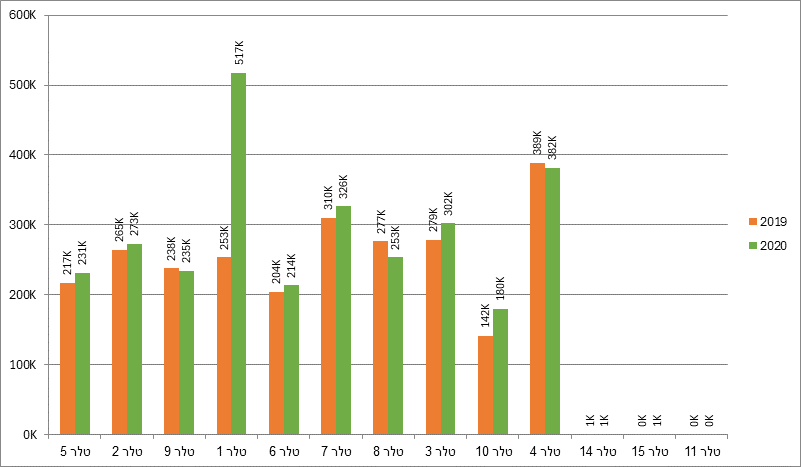 600K
500K
400K
300K
200K
100K
0K
217K 231K
265K 273K
238K 235K
253K 517K
204K 214K
310K 326K
277K 253K
279K 302K
142K 180K
389K 382K
1K 1K
0K 1K
0K 0K
טלר 5
טלר 2
טלר 9
טלר 1
טלר 6
טלר 7
טלר 8
טלר 3
טלר 10
טלר 4
טלר 14
טלר 15
טלר 11
2019
2020